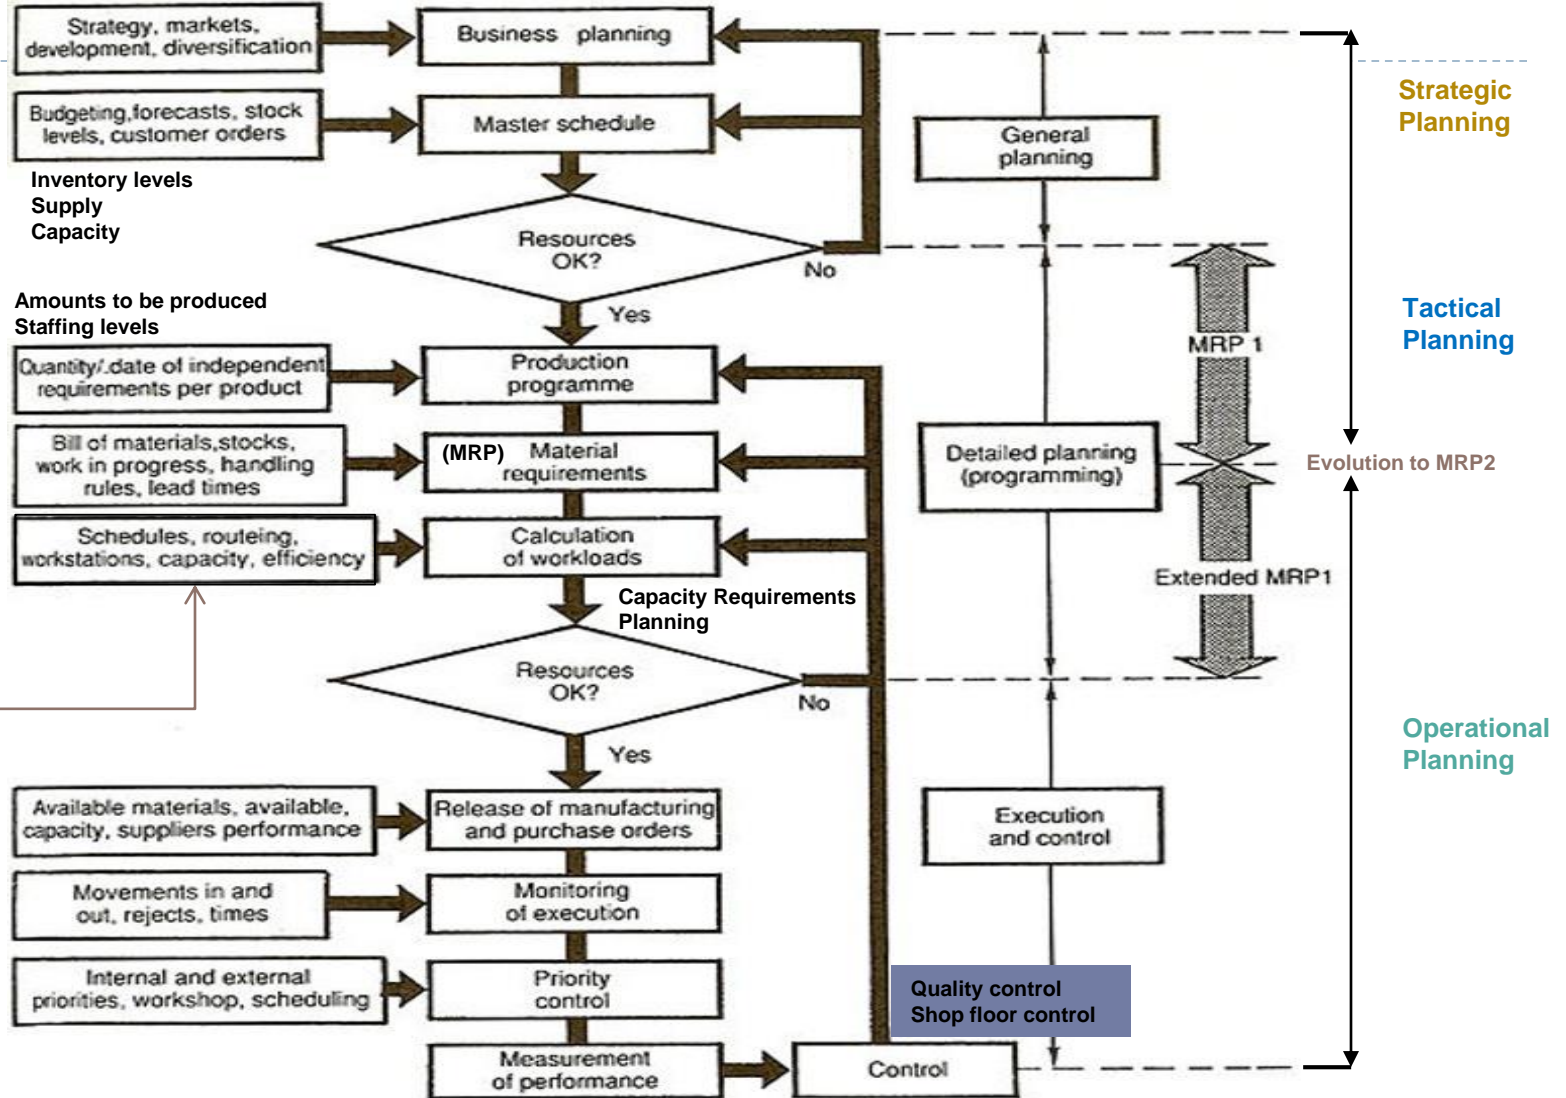 Strategy, markets,
development, diversification
Business planning
Budgeting,forecasts, stock
levels, customer orders
Master schedule
Inventory levels
Supply
Capacity
Resources
OK?
No
Yes
Amounts to be produced
Staffing levels
Quantity/.date of independent
requirements per product
Production
programme
Bill of materials,stocks,
work in progress, handling
rules, lead times
(MRP)
Material
requirements
Schedules, routeing,
workstations, capacity, efficiency
Calculation
of workloads
Capacity Requirements
Planning
Resources
OK?
No
Yes
Available materials, available,
capacity, suppliers performance
Release of manufacturing
and purchase orders
Movements in and
out, rejects, times
Monitoring
of execution
Internal and external
priorities, workshop, scheduling
Priority
control
Measurement
of performance
Control
Quality control
Shop floor control
General
planning
Detailed planning
(programming)
Execution
and control
MRP 1
Extended MRP1
Strategic
Planning
Tactical
Planning
Evolution to MRP2
Operational
Planning